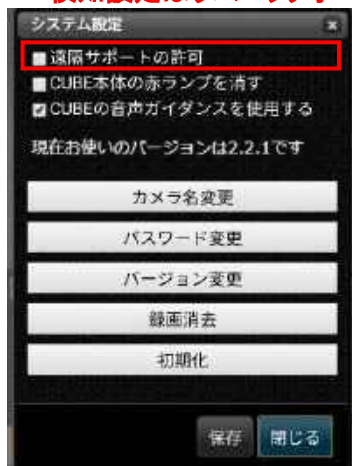 システム設定
遠隔サポートの許可
CUBE本体の赤ランプを消す
CUBEの音声ガイダンスを使用する
現在お使いのバージョンは2.2.1です
カメラ名変更
パスワード変更
バージョン変更
録画消去
初期化
保存 閉じる